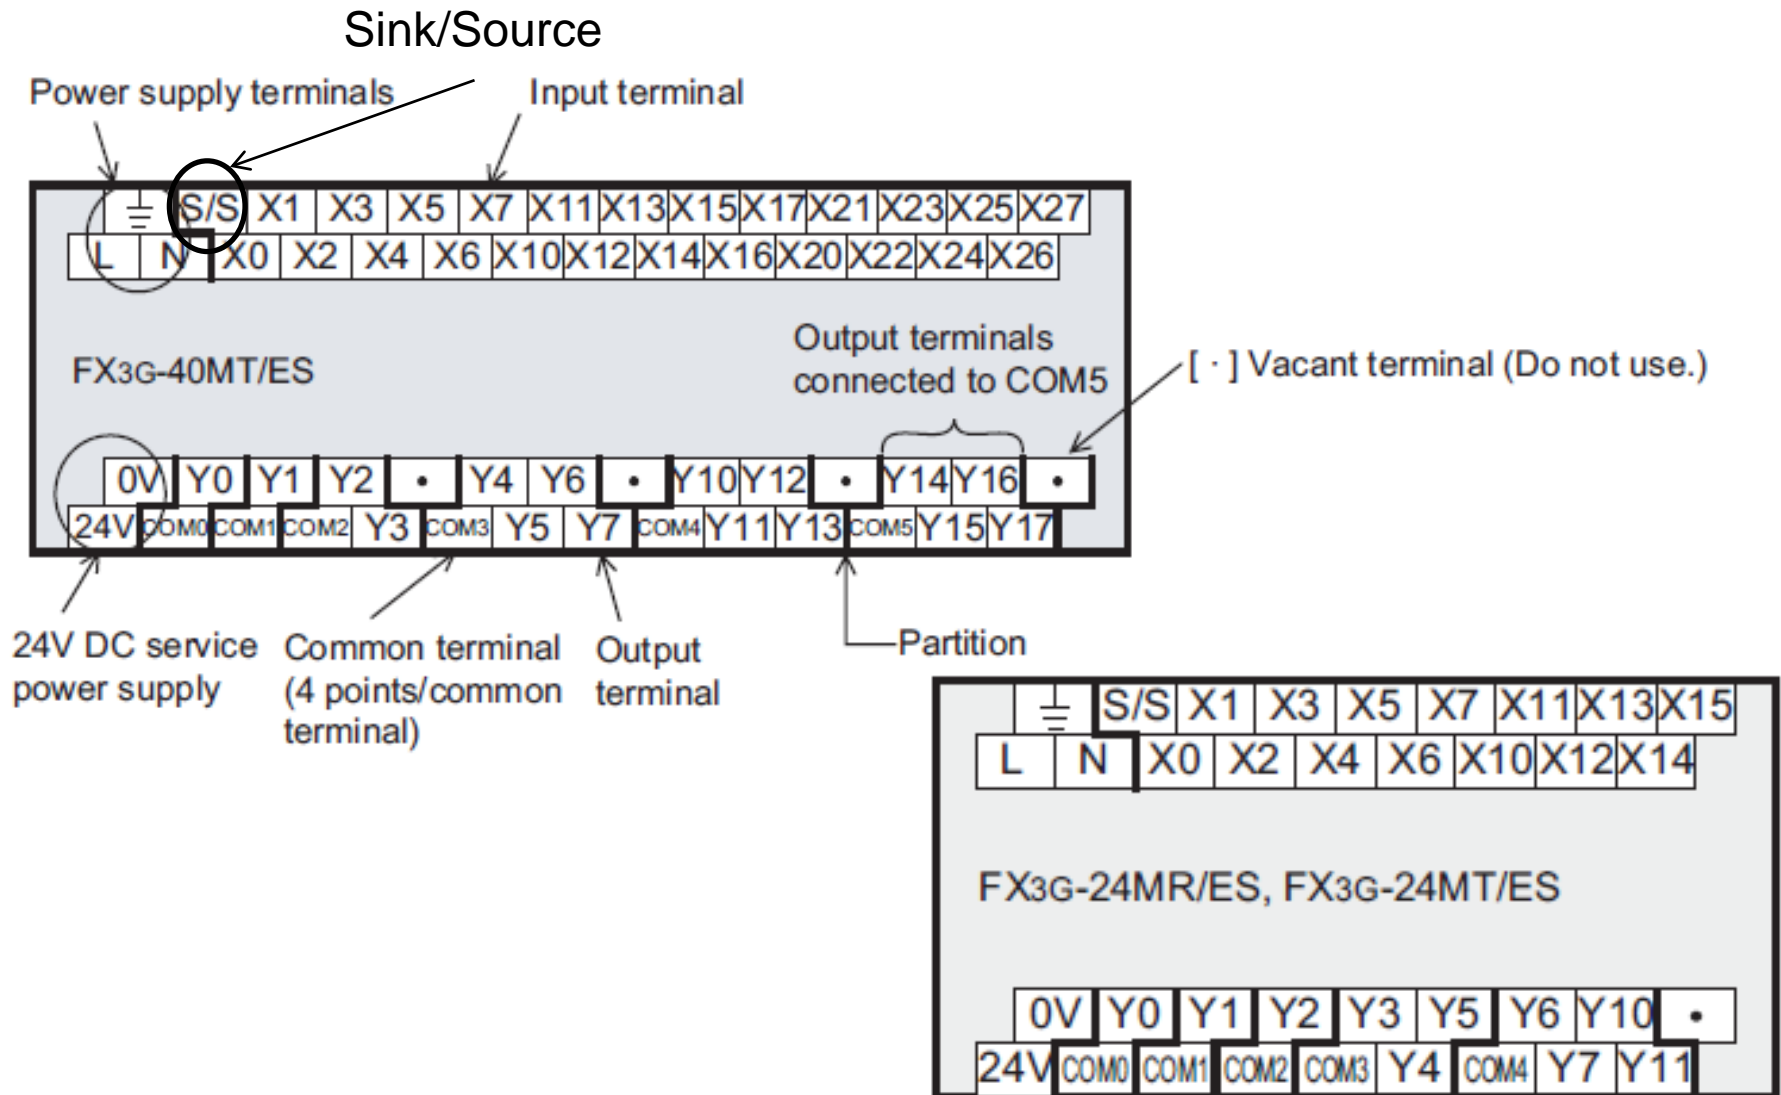 Sink/Source
Power supply terminals
Input terminal
S/S X1 X3 X5 X7 X11 X13 X15 X17 X21 X23 X25 X27
L N X0 X2 X4 X6 X10 X12 X14 X16 X20 X22 X24 X26
FX3G-40MT/ES
Output terminals
connected to COM5
[ · ] Vacant terminal (Do not use.)
0V Y0 Y1 Y2 • Y4 Y6 • Y10 Y12 • Y14 Y16 •
24V COM0 COM1 COM2 Y3 COM3 Y5 Y7 COM4 Y11 Y13 COM5 Y15 Y17
24V DC service
power supply
Common terminal
(4 points/common
terminal)
Output
terminal
Partition
S/S X1 X3 X5 X7 X11 X13 X15
L N X0 X2 X4 X6 X10 X12 X14
FX3G-24MR/ES, FX3G-24MT/ES
0V Y0 Y1 Y2 Y3 Y5 Y6 Y10 •
24V COM0 COM1 COM2 COM3 Y4 COM4 Y7 Y11